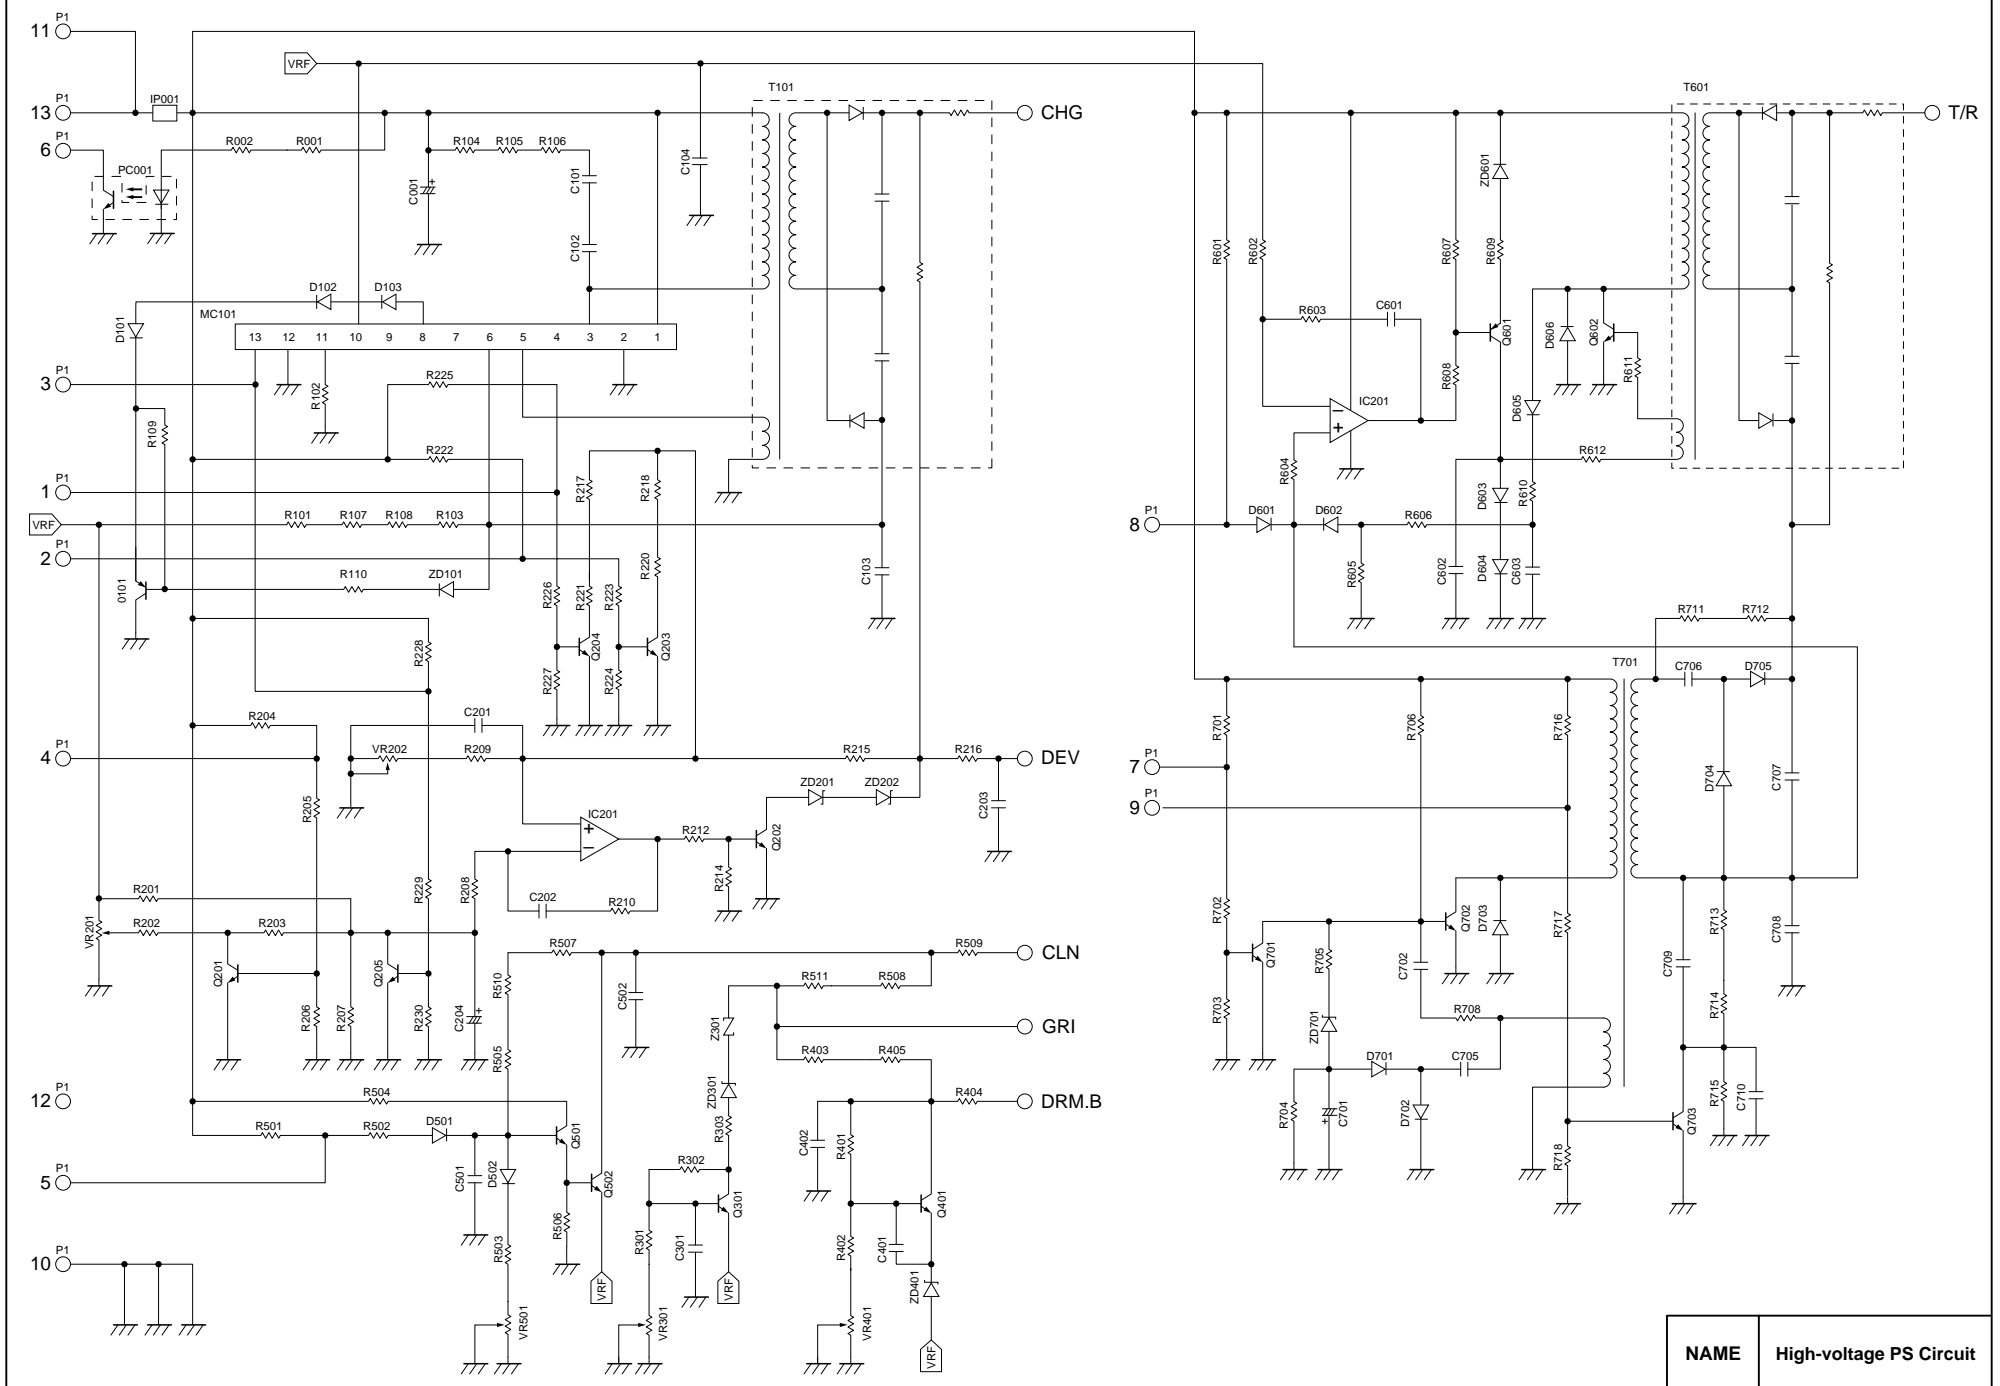 P1
11
VRF
T101
T601
P1
13
IP001
CHG
T/R
P1
6
R002
R001
R104
R105
R106
PC001
C001
C101
C104
ZD601
C102
R601
R602
R607
R609
D102
D103
MC101
D101
13
12
11
10
9
8
7
6
5
4
3
2
1
R603
C601
Q601
D606
Q602
R611
P1
3
R102
R225
R608
IC201
D605
R109
R222
R217
R218
R604
R612
P1
1
D603
R610
VRF
R101
R107
R108
R103
P1
8
D601
D602
R606
P1
2
R220
C103
R605
C602
D604
C603
0101
R110
ZD101
R226
R221
R223
R711
R712
R228
Q204
Q203
R227
R224
T701
C706
D705
R204
C201
R701
R706
R716
P1
4
VR202
R209
R215
R216
DEV
P1
7
D704
C707
R205
ZD201
ZD202
C203
P1
9
IC201
R212
Q202
R214
R201
R229
R208
C202
R210
R702
Q702
D703
R717
R713
C708
VR201
R202
R203
R507
R509
CLN
Q201
Q205
R510
R511
R508
C502
Q701
R705
C702
C709
R206
R207
R230
C204
Z301
GRI
R703
ZD701
R708
R714
R505
R403
R405
D701
C705
P1
12
R504
ZD301
R404
DRM.B
R704
C701
D702
R715
C710
R501
R502
D501
Q501
R303
C402
R401
Q703
P1
5
C501
D502
Q502
R302
Q301
Q401
R718
R506
R503
R301
C301
R402
C401
P1
10
VRF
VRF
ZD401
VR501
VR301
VR401
VRF
NAME
High-voltage PS Circuit